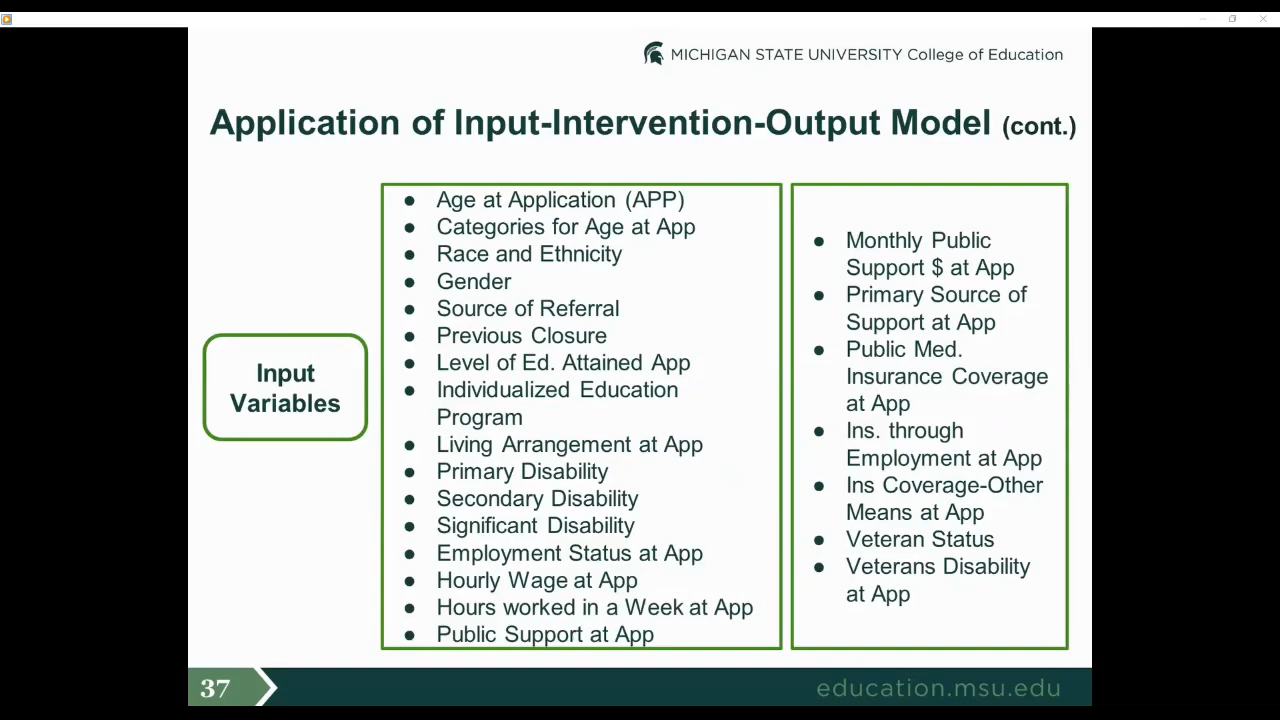 MICHIGAN STATE UNIVERSITY College of Education
Application of Input-Intervention-Output Model (cont.)
Input
Variables
● Age at Application (APP)
● Categories for Age at App
● Race and Ethnicity
● Gender
● Source of Referral
● Previous Closure
● Level of Ed. Attained App
● Individualized Education
Program
● Living Arrangement at App
● Primary Disability
● Secondary Disability
● Significant Disability
● Employment Status at App
● Hourly Wage at App
● Hours worked in a Week at App
● Public Support at App
● Monthly Public
Support $ at App
● Primary Source of
Support at App
● Public Med.
Insurance Coverage
at App
● Ins. through
Employment at App
● Ins Coverage-Other
Means at App
● Veteran Status
● Veterans Disability
at App
37
education.msu.edu